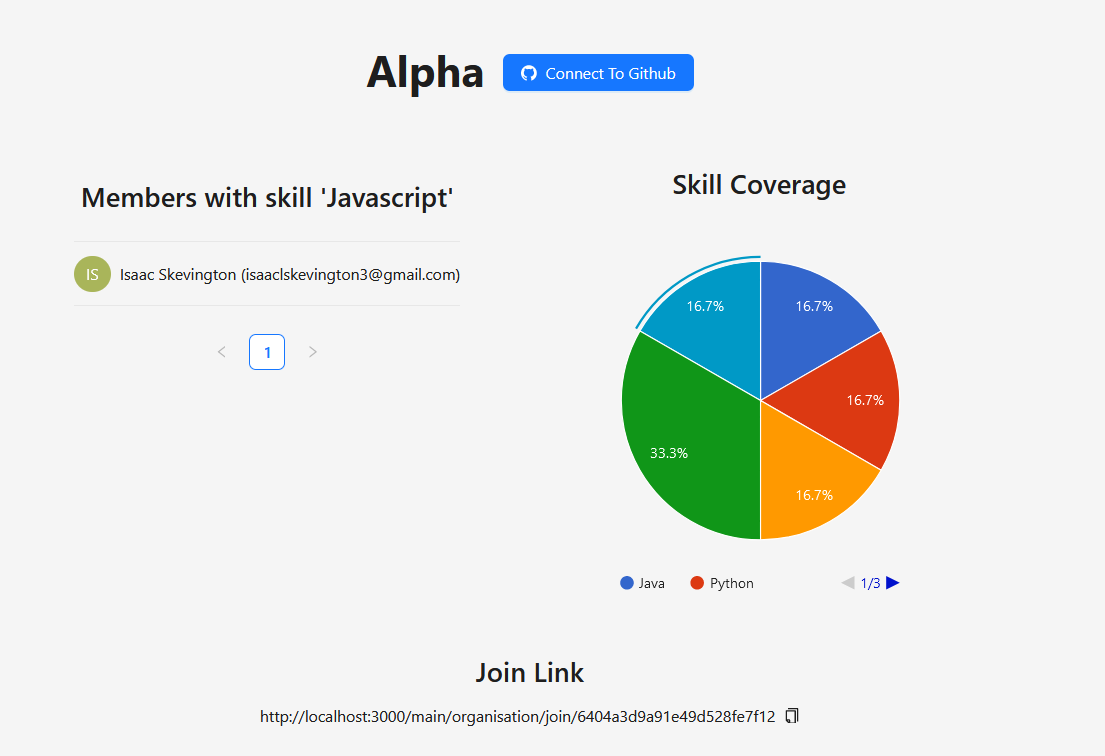 Alpha
Connect To Github
Members with skill 'Javascript'
IS Isaac Skevington (isaaclskevington3@gmail.com)
1
Skill Coverage
16.7% 16.7%
16.7%
33.3%
16.7%
Java Python 1/3
Join Link
http://localhost:3000/main/organisation/join/6404a3d9a91e49d528fe7f12